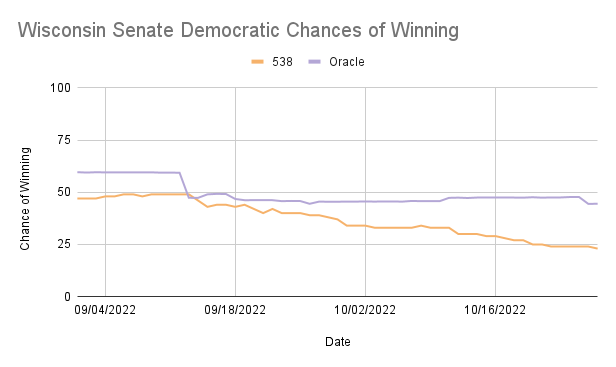 Wisconsin Senate Democratic Chances of Winning
538 Oracle
100
75
50
25
0
Chance of Winning
09/04/2022 09/18/2022 10/02/2022 10/16/2022
Date